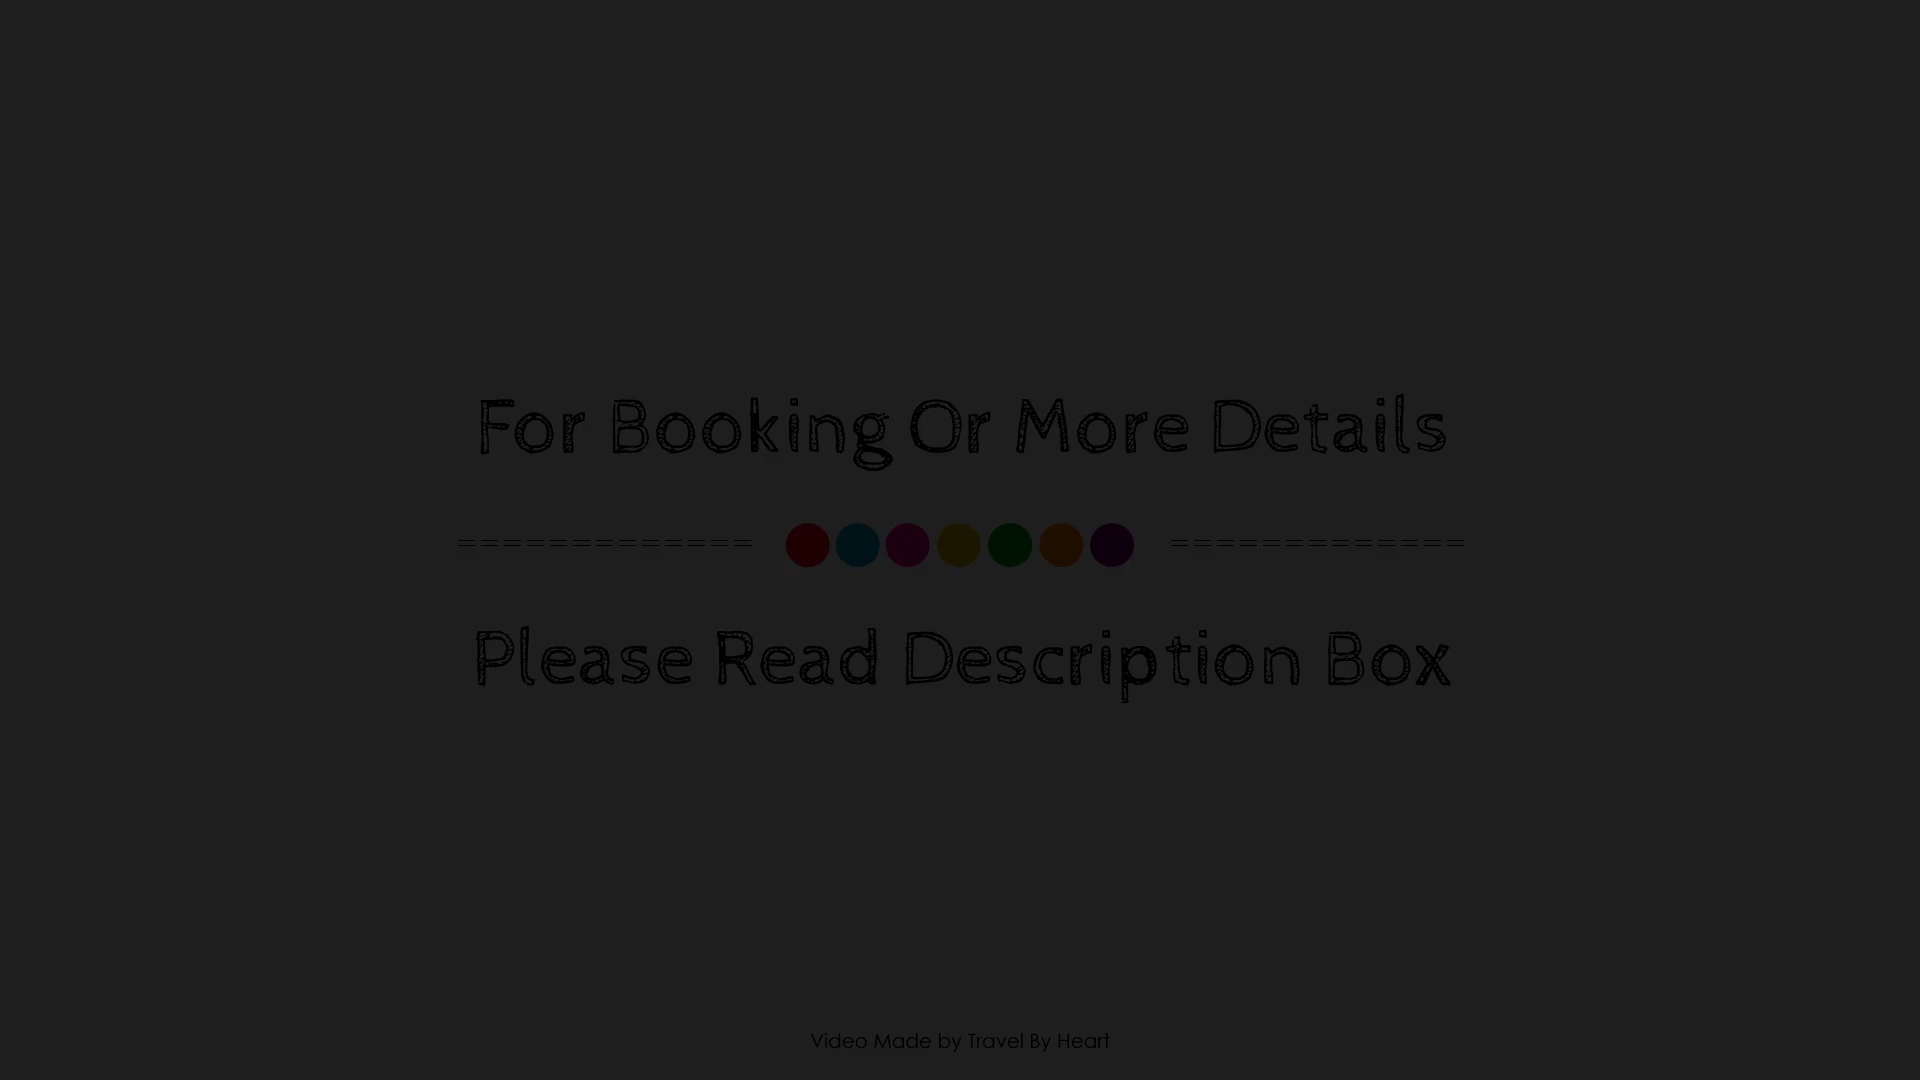 For Booking Or More Details
============= =============
Please Read Description Box
Video Made by Travel By Heart